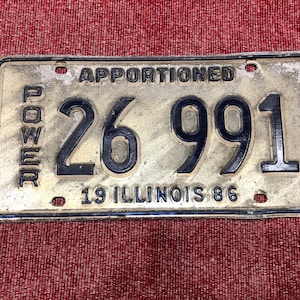 APPORTIONED
POWER
26 991
19 ILLINOIS 86